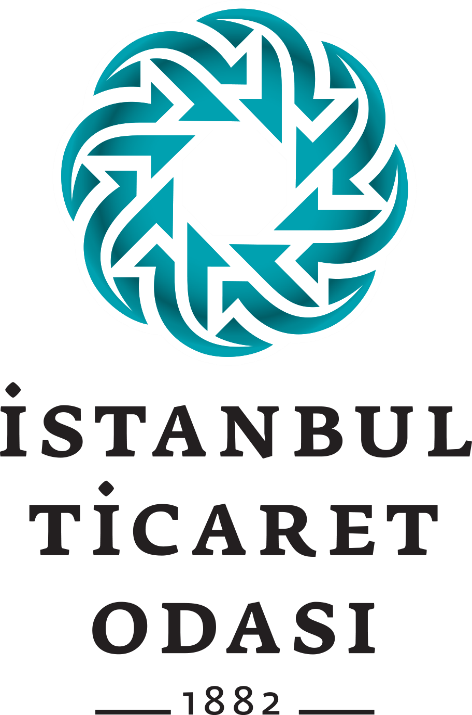 İSTANBUL
TİCARET
ODASI
1882